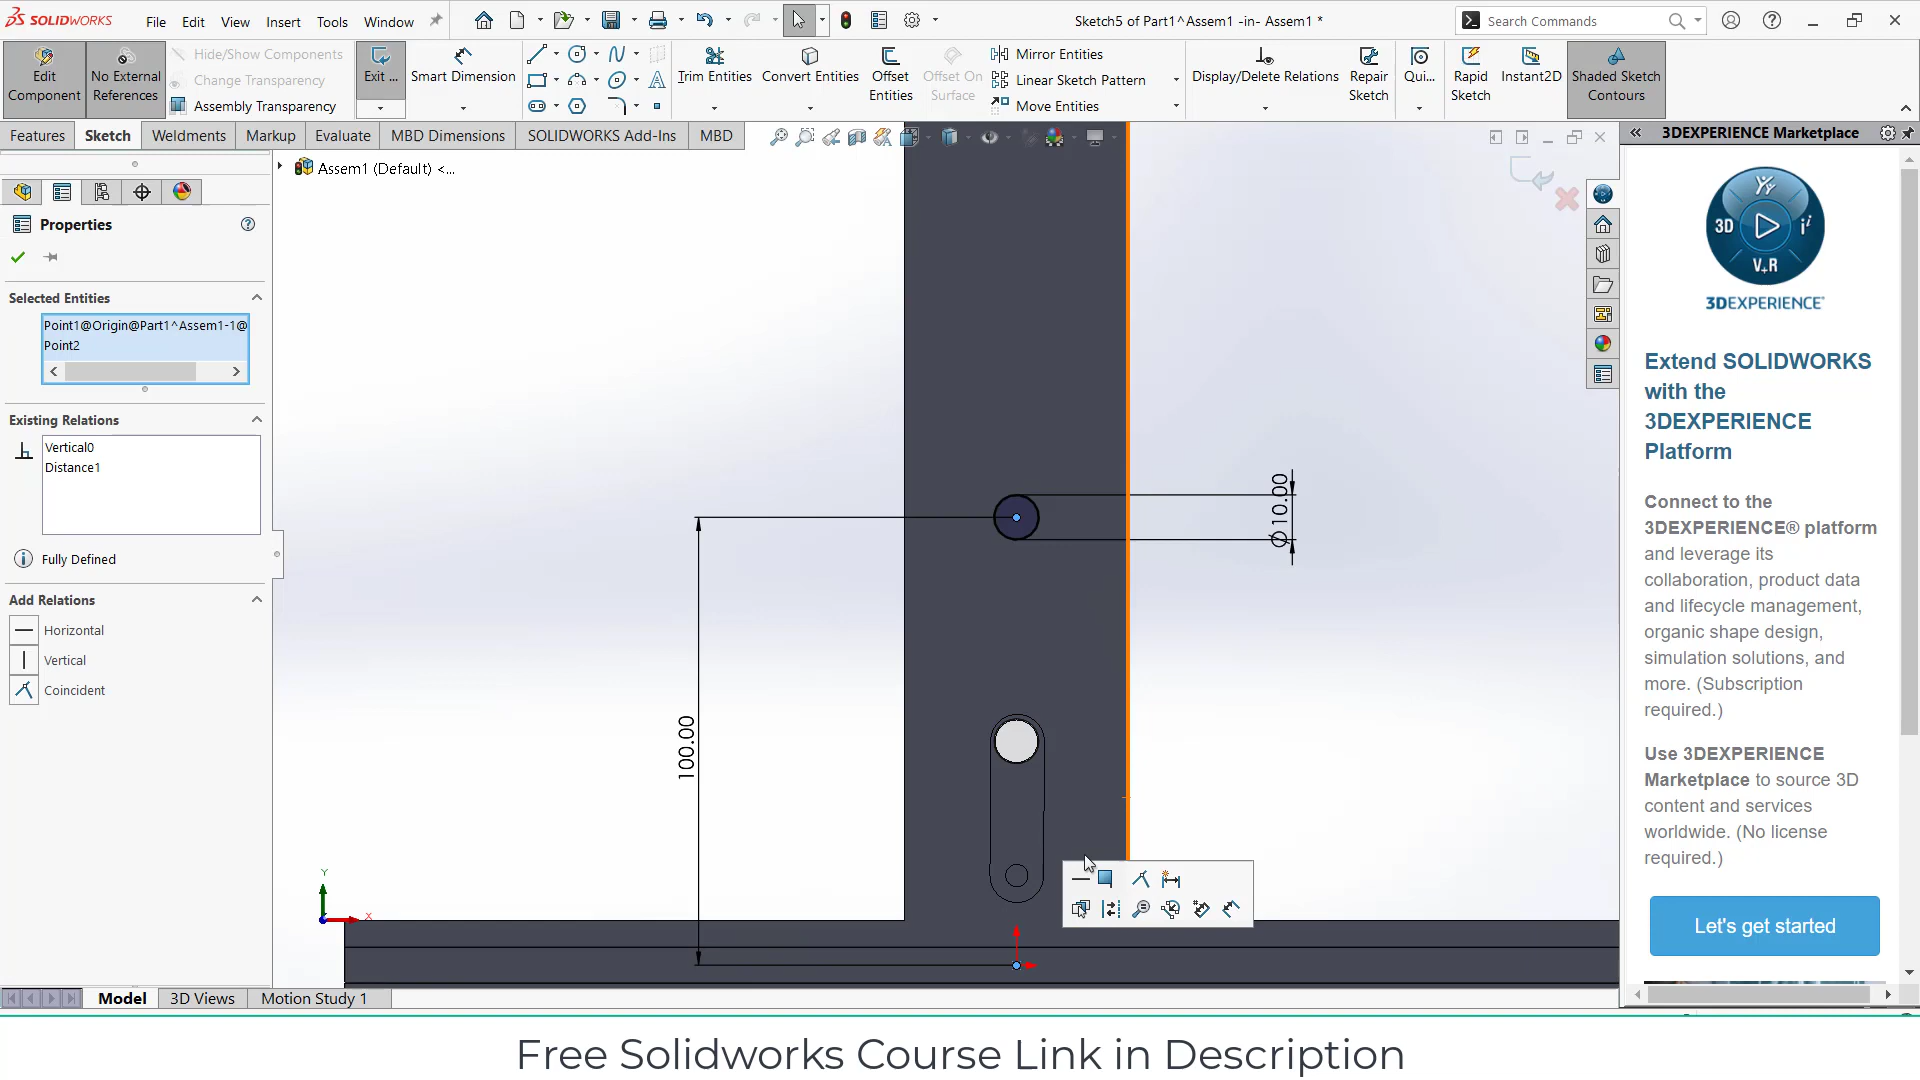 SOLIDWORKS
File
Edit
View
Insert
Tools
Window
Sketch5 of Part1^Assem1 -in- Assem1 *
Search Commands
Edit
Component
No External
References
Hide/Show Components
Change Transparency
Assembly Transparency
Exit ...
Smart Dimension
Trim Entities
Convert Entities
Offset
Entities
Offset On
Surface
Mirror Entities
Linear Sketch Pattern
Move Entities
Display/Delete Relations
Repair
Sketch
Qui...
Rapid
Sketch
Instant2D
Shaded Sketch
Contours
Features
Sketch
Weldments
Markup
Evaluate
MBD Dimensions
SOLIDWORKS Add-Ins
MBD
3DEXPERIENCE Marketplace
Assem1 (Default) <...
Properties
Selected Entities
Point1@Origin@Part1^Assem1-1@
Point2
Existing Relations
Vertical0
Distance1
Fully Defined
Add Relations
Horizontal
Vertical
Coincident
100.00
Ø10.00
Y
X
3D
V+R
3DEXPERIENCE
Extend SOLIDWORKS
with the
3DEXPERIENCE
Platform
Connect to the
3DEXPERIENCE® platform
and leverage its
collaboration, product data
and lifecycle management,
organic shape design,
simulation solutions, and
more. (Subscription
required.)
Use 3DEXPERIENCE
Marketplace to source 3D
content and services
worldwide. (No license
required.)
Let's get started
Model
3D Views
Motion Study 1
Free Solidworks Course Link in Description